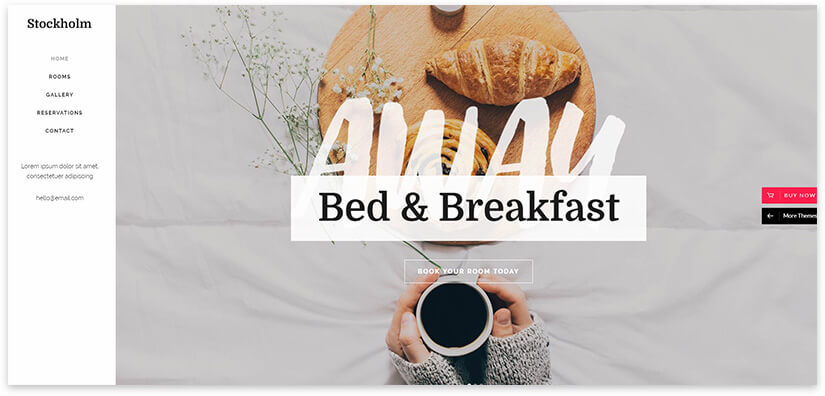 Stockholm
HOME
ROOMS
GALLERY
RESERVATIONS
CONTACT
Lorem ipsum dolor sit amet,
consectetuer adipiscing
hello@email.com
AWAY
Bed & Breakfast
BOOK YOUR ROOM TODAY
BUY NOW
More Themes